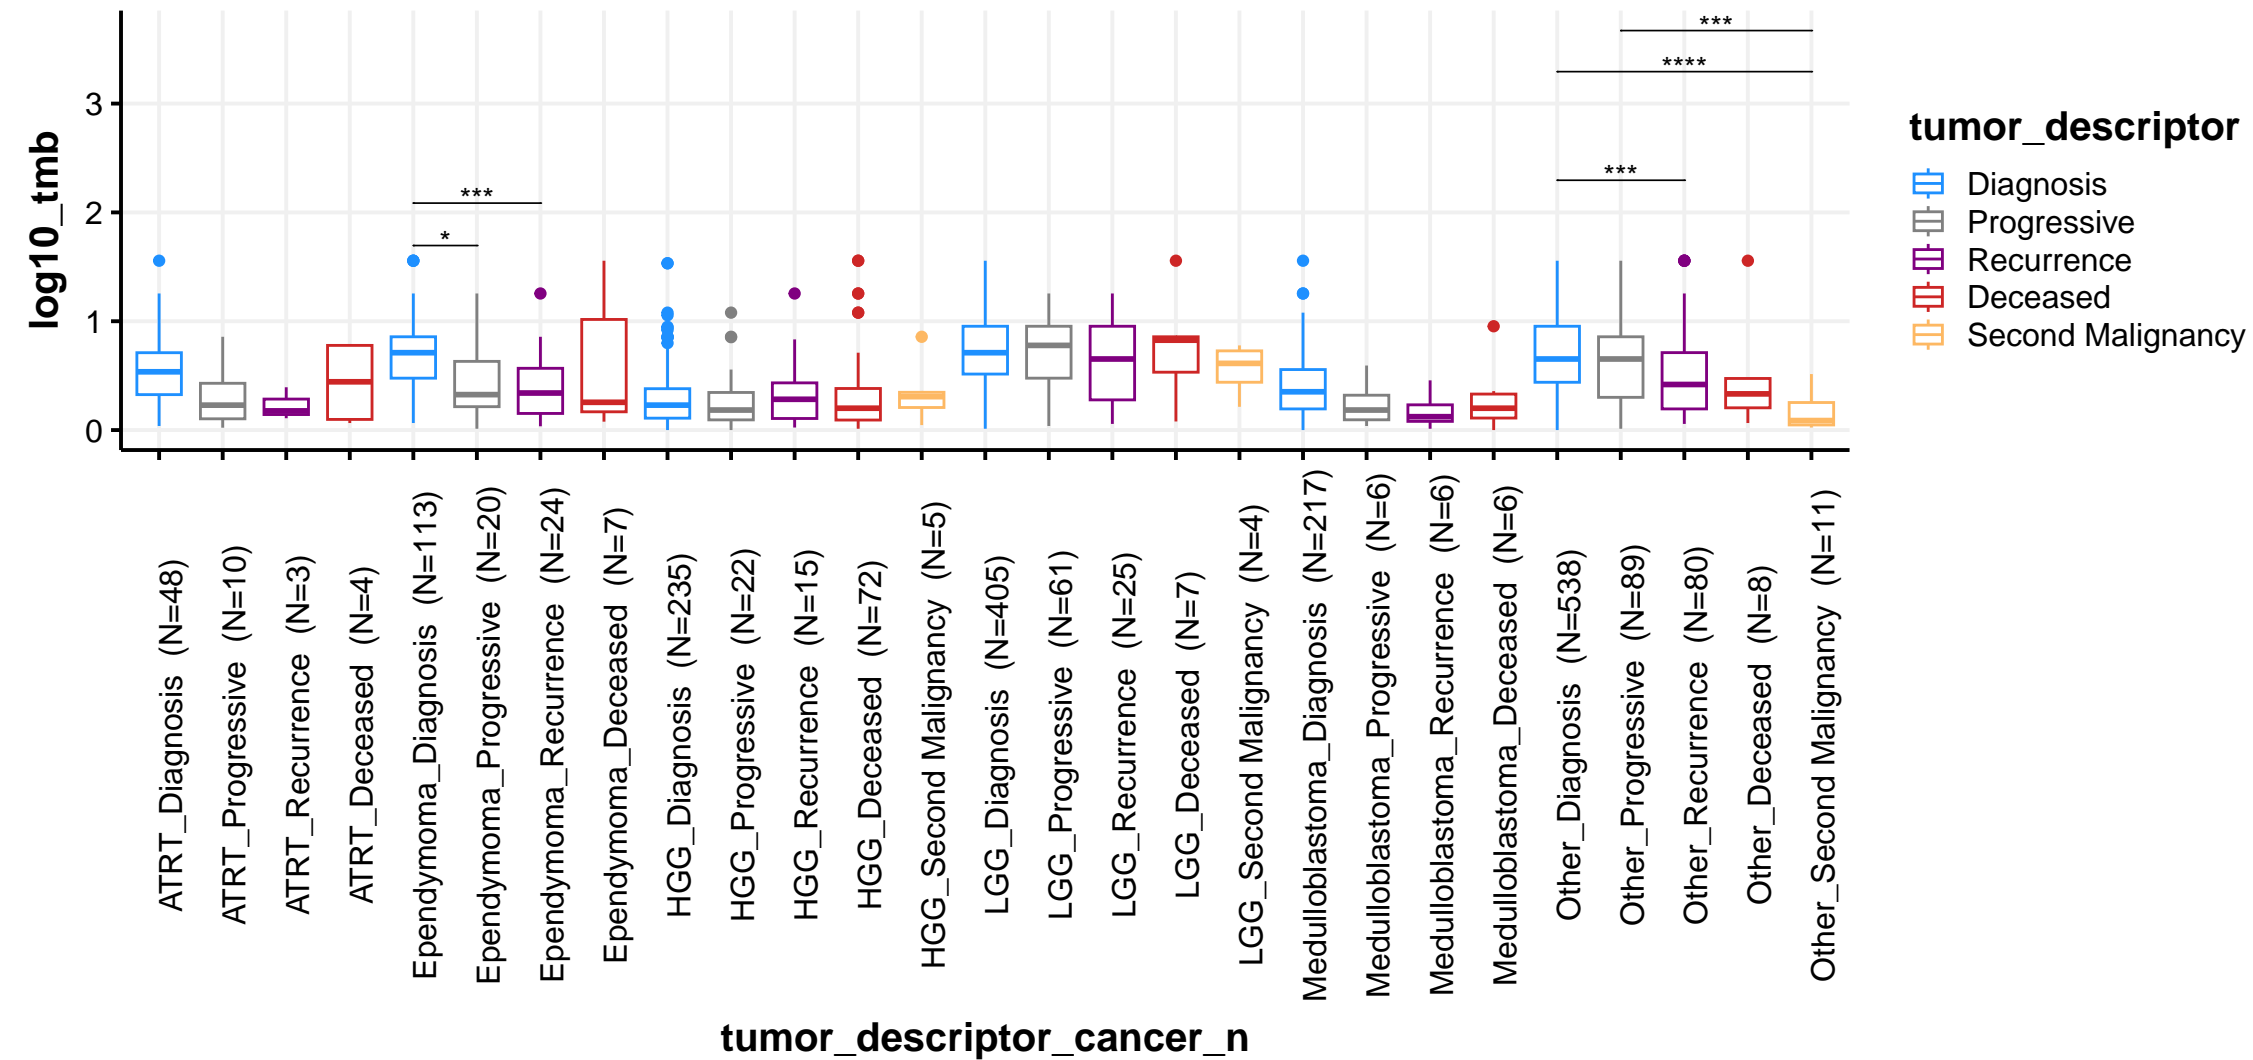 ***
****
***
***
*
3
2
1
0
log10_tmb
tumor_descriptor
Diagnosis
Progressive
Recurrence
Deceased
Second Malignancy
ATRT_Diagnosis (N=48)
ATRT_Progressive (N=10)
ATRT_Recurrence (N=3)
ATRT_Deceased (N=4)
Ependymoma_Diagnosis (N=113)
Ependymoma_Progressive (N=20)
Ependymoma_Recurrence (N=24)
Ependymoma_Deceased (N=7)
HGG_Diagnosis (N=235)
HGG_Progressive (N=22)
HGG_Recurrence (N=15)
HGG_Deceased (N=72)
HGG_Second Malignancy (N=5)
LGG_Diagnosis (N=405)
LGG_Progressive (N=61)
LGG_Recurrence (N=25)
LGG_Deceased (N=7)
LGG_Second Malignancy (N=4)
Medulloblastoma_Diagnosis (N=217)
Medulloblastoma_Progressive (N=6)
Medulloblastoma_Recurrence (N=6)
Medulloblastoma_Deceased (N=6)
Other_Diagnosis (N=538)
Other_Progressive (N=89)
Other_Recurrence (N=80)
Other_Deceased (N=8)
Other_Second Malignancy (N=11)
tumor_descriptor_cancer_n